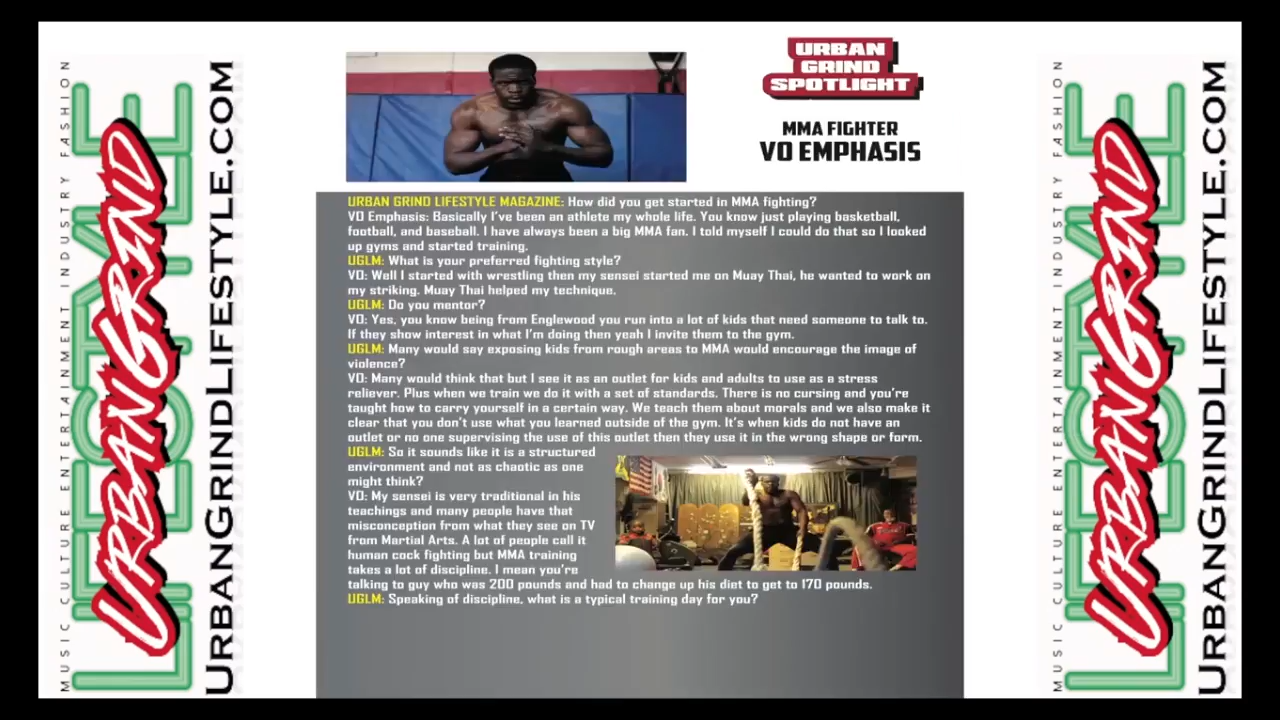 MUSIC CULTURE ENTERTAINMENT INDUSTRY FASHION
LIFESTYLE
URBANGRIND
URBANGRINDLIFESTYLE.COM
URBAN
GRIND
SPOTLIGHT
MMA FIGHTER
VO EMPHASIS
URBAN GRIND LIFESTYLE MAGAZINE: How did you get started in MMA fighting?
VO Emphasis: Basically I've been an athlete my whole life. You know just playing basketball,
football, and baseball. I have always been a big MMA fan. I told myself I could do that so I looked
up gyms and started training.
UGLM: What is your preferred fighting style?
VO: Well I started with wrestling then my sensei started me on Muay Thai, he wanted to work on
my striking. Muay Thai helped my technique.
UGLM: Do you mentor?
VO: Yes, you know being from Englewood you run into a lot of kids that need someone to talk to.
If they show interest in what I'm doing then yeah I invite them to the gym.
UGLM: Many would say exposing kids from rough areas to MMA would encourage the image of
violence?
VO: Many would think that but I see it as an outlet for kids and adults to use as a stress
reliever. Plus when we train we do it with a set of standards. There is no cursing and you're
taught how to carry yourself in a certain way. We teach them about morals and we also make it
clear that you don't use what you learned outside of the gym. It's when kids do not have an
outlet or no one supervising the use of this outlet then they use it in the wrong shape or form.
UGLM: So it sounds like it is a structured
environment and not as chaotic as one
might think?
VO: My sensei is very traditional in his
teachings and many people have that
misconception from what they see on TV
from Martial Arts. A lot of people call it
human cock fighting but MMA training
takes a lot of discipline. I mean you're
talking to guy who was 200 pounds and had to change up his diet to get to 170 pounds.
UGLM: Speaking of discipline, what is a typical training day for you?
MUSIC CULTURE ENTERTAINMENT INDUSTRY FASHION
LIFESTYLE
URBANGRIND
URBANGRINDLIFESTYLE.COM